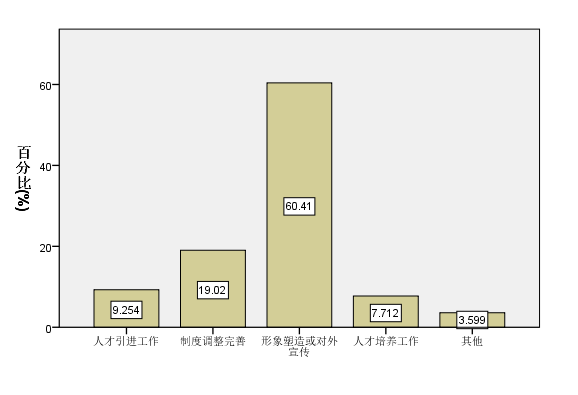 百分比(%)
60
40
20
0
9.254
19.02
60.41
7.712
3.599
人才引进工作
制度调整完善
形象塑造或对外
宣传
人才培养工作
其他